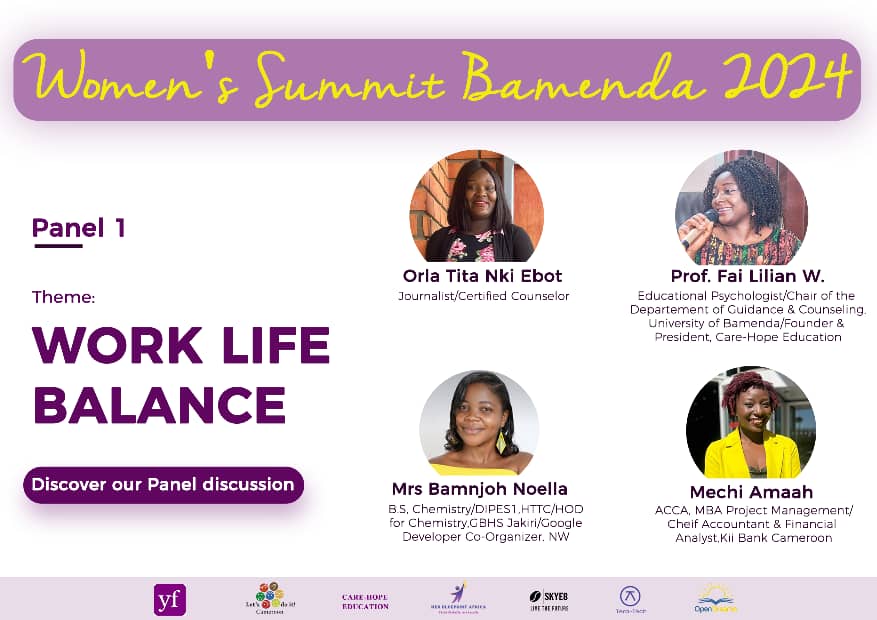 Women's Summit Bamenda 2024
Panel 1
Theme:
WORK LIFE
BALANCE
Discover our Panel discussion
Orla Tita Nki Ebot
Journalist/Certified Counselor
Prof. Fai Lilian W.
Educational Psychologist/Chair of the
Departement of Guidance & Counseling,
University of Bamenda/Founder &
President, Care-Hope Education
Mrs Bamnjoh Noella
B.S, Chemistry/DIPES1,HTTC/HOD
for Chemistry,GBHS Jakiri/Google
Developer Co-Organizer, NW
Mechi Amaah
ACCA, MBA Project Management/
Cheif Accountant & Financial
Analyst,Kii Bank Cameroon
yf
Let's do it!
Cameroon
CARE-HOPE
EDUCATION
HER BLUEPRINT AFRICA
SKYEB
LIVE THE FUTURE
Tera-Tech
OpenDreams